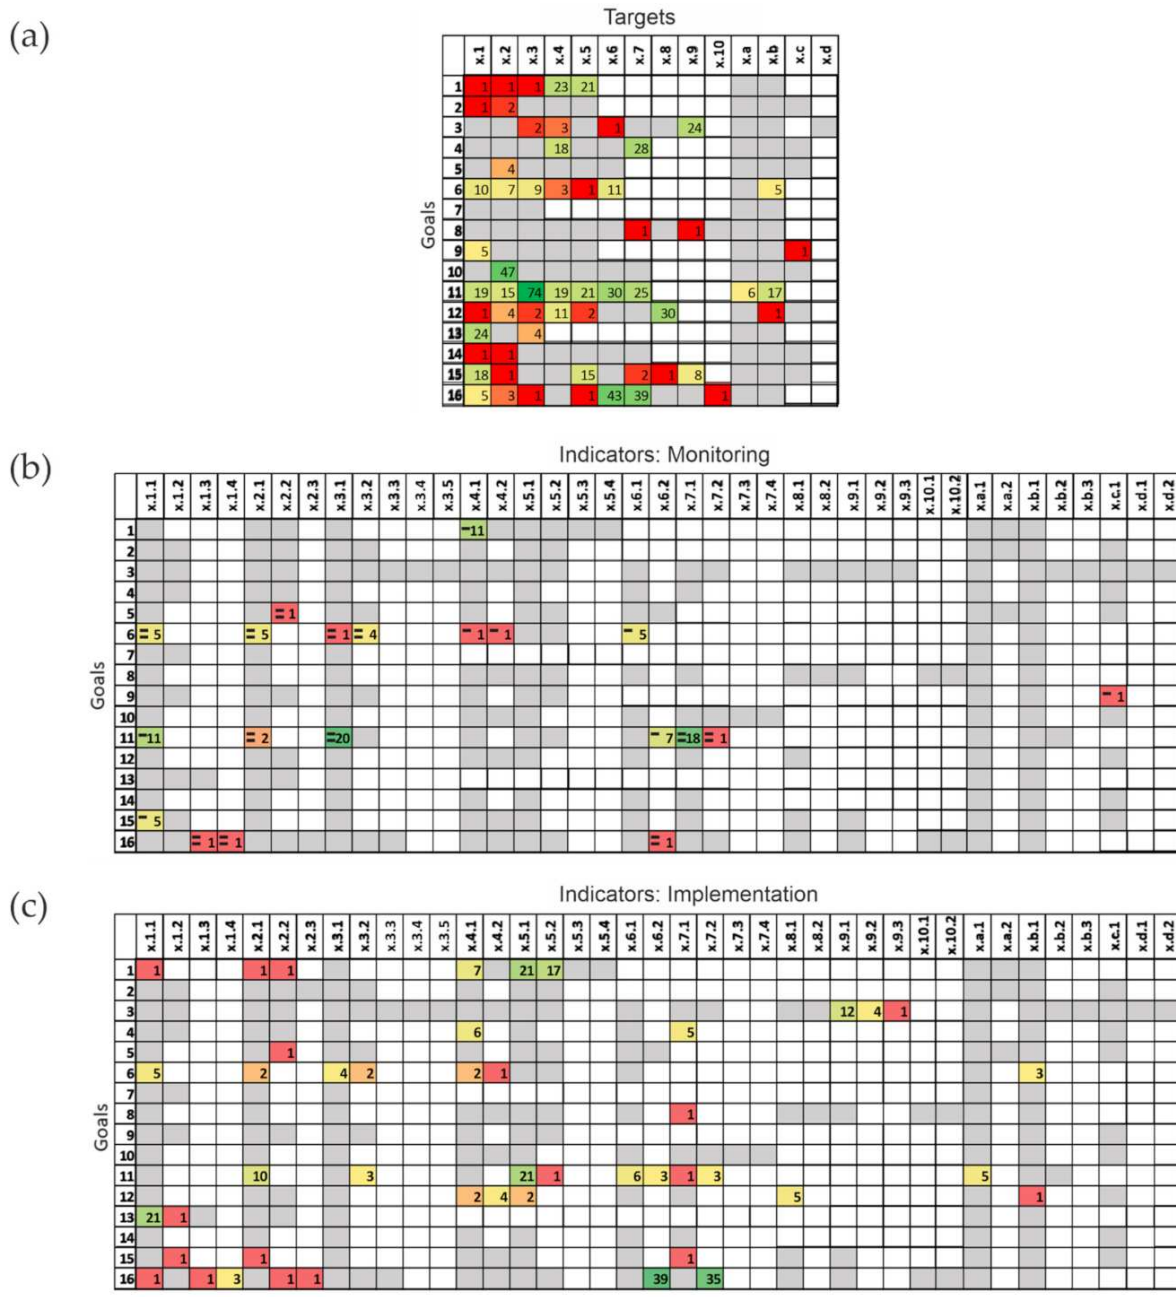 (a)
Targets
x.1 x.2 x.3 x.4 x.5 x.6 x.7 x.8 x.9 x.10 x.a x.b x.c x.d
Goals
1 1 1 1 23 21
2 1 2
3 2 3 1 24
4 18 28
5 4
6 10 7 9 3 1 11 5
7
8 1 1
9 5 1
10 47
11 19 15 74 19 21 30 25 6 17
12 1 4 2 11 2 30 1
13 24 4
14 1 1
15 18 1 15 2 1 8
16 5 3 1 1 43 39 1
(b)
Indicators: Monitoring
x.1.1 x.1.2 x.1.3 x.1.4 x.2.1 x.2.2 x.2.3 x.3.1 x.3.2 x.3.3 x.3.4 x.3.5 x.4.1 x.4.2 x.5.1 x.5.2 x.5.4 x.6.1 x.6.2 x.7.1 x.7.2 x.7.3 x.7.4 x.8.1 x.8.2 x.9.1 x.9.2 x.9.3 x.10.1 x.10.2 x.a.1 x.a.2 x.b.1 x.b.2 x.b.3 x.c.1 x.d.1 x.d.2
Goals
1 –11
2
3
4
5 = 1
6 = 5 = 5 = 1 = 4 – 1 – 1 – 5
7
8
9 – 1
10
11 –11 = 2 =20 – 7 =18 = 1
12
13
14
15 – 5
16 = 1 = 1 = 1
(c)
Indicators: Implementation
x.1.1 x.1.2 x.1.3 x.1.4 x.2.1 x.2.2 x.2.3 x.3.1 x.3.2 x.3.3 x.3.4 x.3.5 x.4.1 x.4.2 x.5.1 x.5.2 x.5.3 x.5.4 x.6.1 x.6.2 x.7.1 x.7.2 x.7.3 x.7.4 x.8.1 x.8.2 x.9.1 x.9.2 x.9.3 x.10.1 x.10.2 x.a.1 x.a.2 x.b.1 x.b.2 x.b.3 x.c.1 x.d.1 x.d.2
Goals
1 1 1 1 7 21 17
2
3 12 4 1
4 6 5
5 1
6 5 2 4 2 2 1 3
7
8 1
9
10
11 10 3 21 1 6 3 1 3 5
12 2 4 2 5 1
13 21 1
14
15 1 1 1
16 1 1 3 1 1 39 35